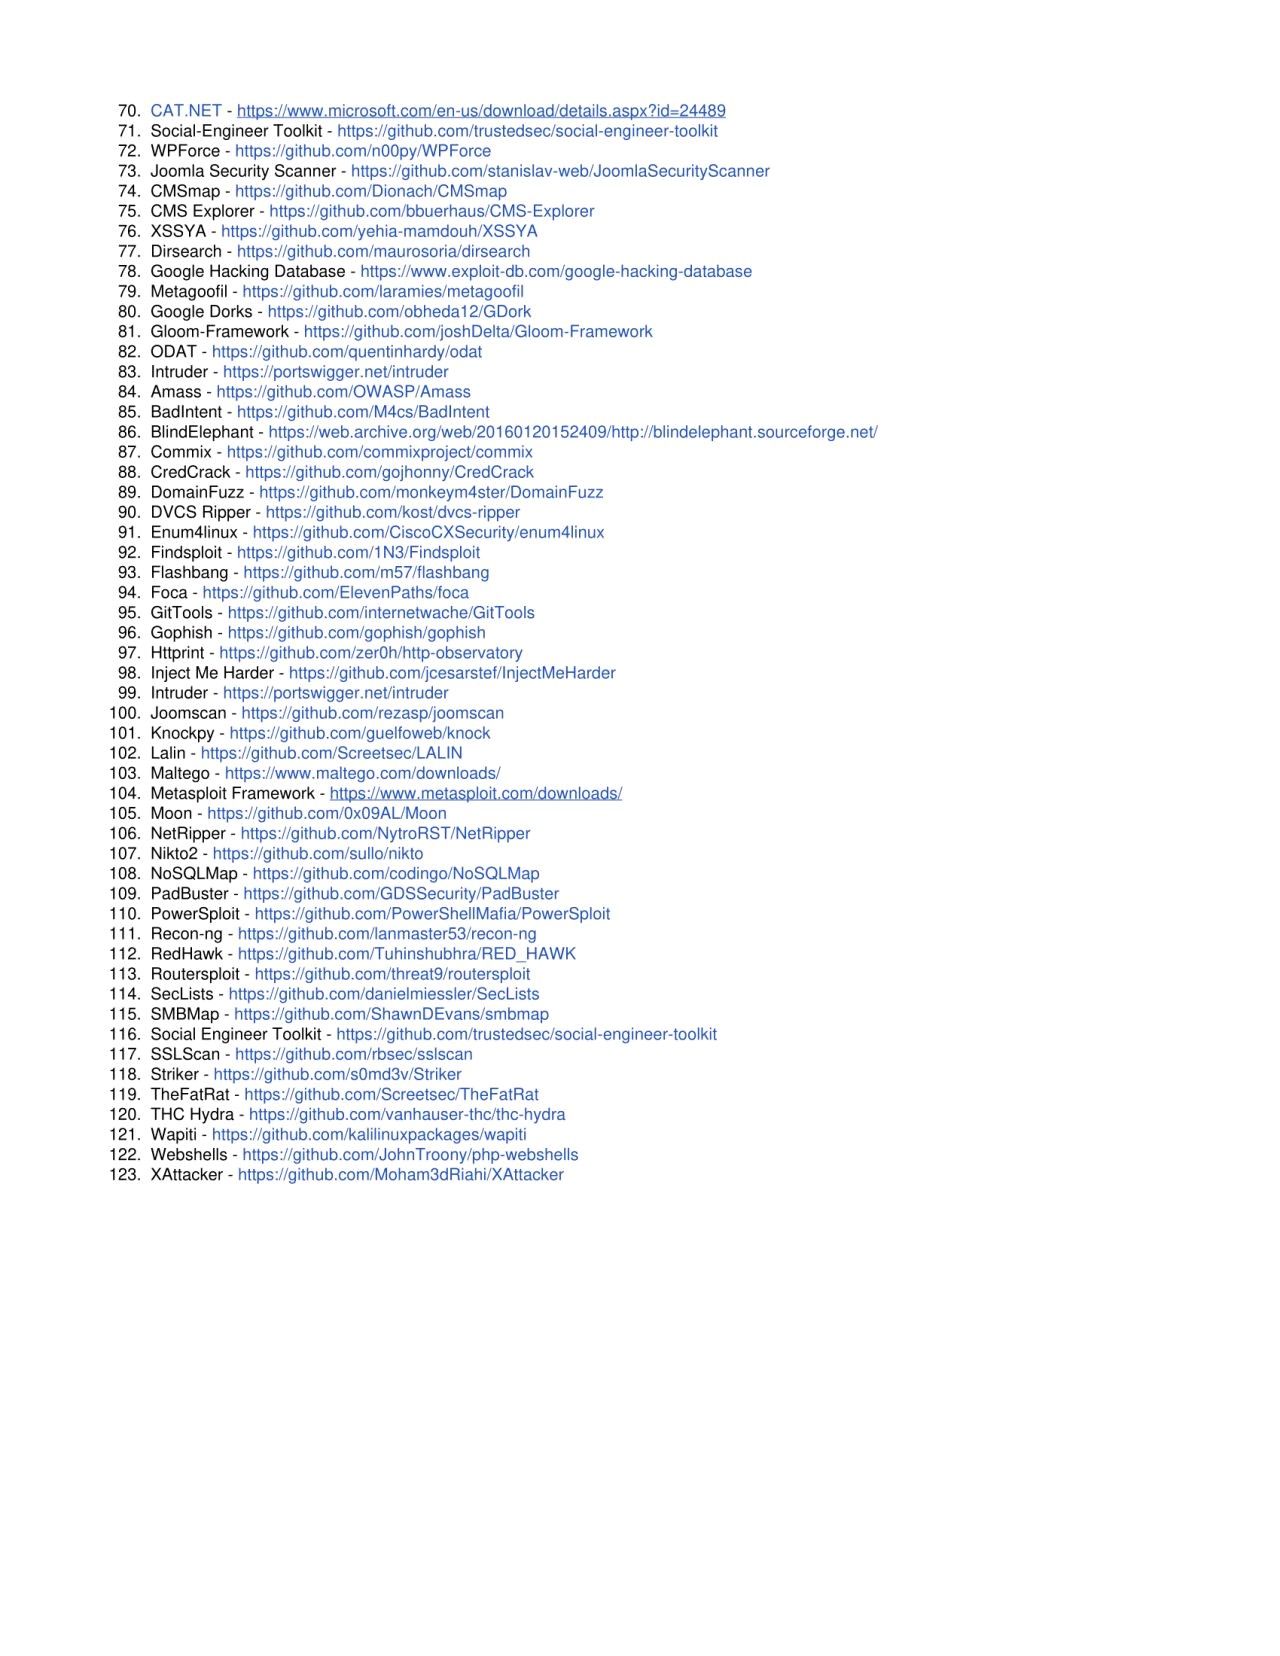 70. CAT.NET - https://www.microsoft.com/en-us/download/details.aspx?id=24489
71. Social-Engineer Toolkit - https://github.com/trustedsec/social-engineer-toolkit
72. WPForce - https://github.com/n00py/WPForce
73. Joomla Security Scanner - https://github.com/stanislav-web/JoomlaSecurityScanner
74. CMSmap - https://github.com/Dionach/CMSmap
75. CMS Explorer - https://github.com/bbuerhaus/CMS-Explorer
76. XSSYA - https://github.com/yehia-mamdouh/XSSYA
77. Dirsearch - https://github.com/maurosoria/dirsearch
78. Google Hacking Database - https://www.exploit-db.com/google-hacking-database
79. Metagoofil - https://github.com/laramies/metagoofil
80. Google Dorks - https://github.com/obheda12/GDork
81. Gloom-Framework - https://github.com/joshDelta/Gloom-Framework
82. ODAT - https://github.com/quentinhardy/odat
83. Intruder - https://portswigger.net/intruder
84. Amass - https://github.com/OWASP/Amass
85. BadIntent - https://github.com/M4cs/BadIntent
86. BlindElephant - https://web.archive.org/web/20160120152409/http://blindelephant.sourceforge.net/
87. Commix - https://github.com/commixproject/commix
88. CredCrack - https://github.com/gojhonny/CredCrack
89. DomainFuzz - https://github.com/monkeym4ster/DomainFuzz
90. DVCS Ripper - https://github.com/kost/dvcs-ripper
91. Enum4linux - https://github.com/CiscoCXSecurity/enum4linux
92. Findsploit - https://github.com/1N3/Findsploit
93. Flashbang - https://github.com/m57/flashbang
94. Foca - https://github.com/ElevenPaths/foca
95. GitTools - https://github.com/internetwache/GitTools
96. Gophish - https://github.com/gophish/gophish
97. Httprint - https://github.com/zer0h/http-observatory
98. Inject Me Harder - https://github.com/jcesarstef/InjectMeHarder
99. Intruder - https://portswigger.net/intruder
100. Joomscan - https://github.com/rezasp/joomscan
101. Knockpy - https://github.com/guelfoweb/knock
102. Lalin - https://github.com/Screetsec/LALIN
103. Maltego - https://www.maltego.com/downloads/
104. Metasploit Framework - https://www.metasploit.com/downloads/
105. Moon - https://github.com/0x09AL/Moon
106. NetRipper - https://github.com/NytroRST/NetRipper
107. Nikto2 - https://github.com/sullo/nikto
108. NoSQLMap - https://github.com/codingo/NoSQLMap
109. PadBuster - https://github.com/GDSSecurity/PadBuster
110. PowerSploit - https://github.com/PowerShellMafia/PowerSploit
111. Recon-ng - https://github.com/lanmaster53/recon-ng
112. RedHawk - https://github.com/Tuhinshubhra/RED_HAWK
113. Routersploit - https://github.com/threat9/routersploit
114. SecLists - https://github.com/danielmiessler/SecLists
115. SMBMap - https://github.com/ShawnDEvans/smbmap
116. Social Engineer Toolkit - https://github.com/trustedsec/social-engineer-toolkit
117. SSLScan - https://github.com/rbsec/sslscan
118. Striker - https://github.com/s0md3v/Striker
119. TheFatRat - https://github.com/Screetsec/TheFatRat
120. THC Hydra - https://github.com/vanhauser-thc/thc-hydra
121. Wapiti - https://github.com/kalilinuxpackages/wapiti
122. Webshells - https://github.com/JohnTroony/php-webshells
123. XAttacker - https://github.com/Moham3dRiahi/XAttacker